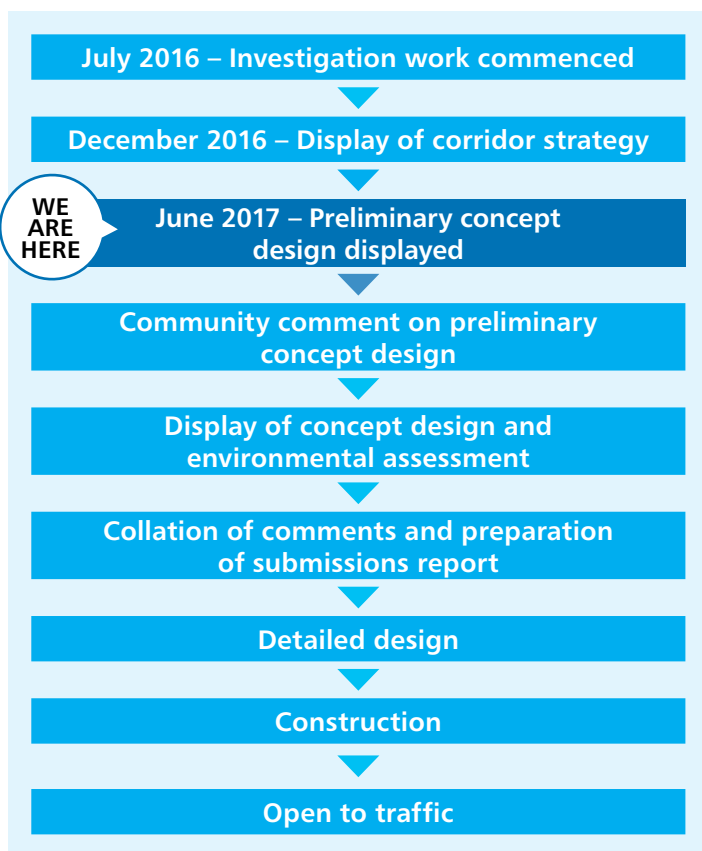 July 2016 – Investigation work commenced
December 2016 – Display of corridor strategy
WE
ARE
HERE
June 2017 – Preliminary concept
design displayed
Community comment on preliminary
concept design
Display of concept design and
environmental assessment
Collation of comments and preparation
of submissions report
Detailed design
Construction
Open to traffic